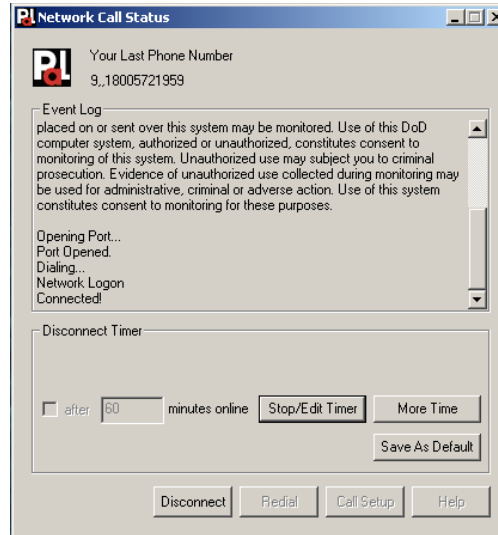 Pal Network Call Status
Pal
Your Last Phone Number
9,,18005721959
Event Log
placed on or sent over this system may be monitored. Use of this DoD
computer system, authorized or unauthorized, constitutes consent to
monitoring of this system. Unauthorized use may subject you to criminal
prosecution. Evidence of unauthorized use collected during monitoring may
be used for administrative, criminal or adverse action. Use of this system
constitutes consent to monitoring for these purposes.
Opening Port...
Port Opened.
Dialing...
Network Logon
Connected!
Disconnect Timer
after 60 minutes online Stop/Edit Timer More Time
Save As Default
Disconnect Redial Call Setup Help